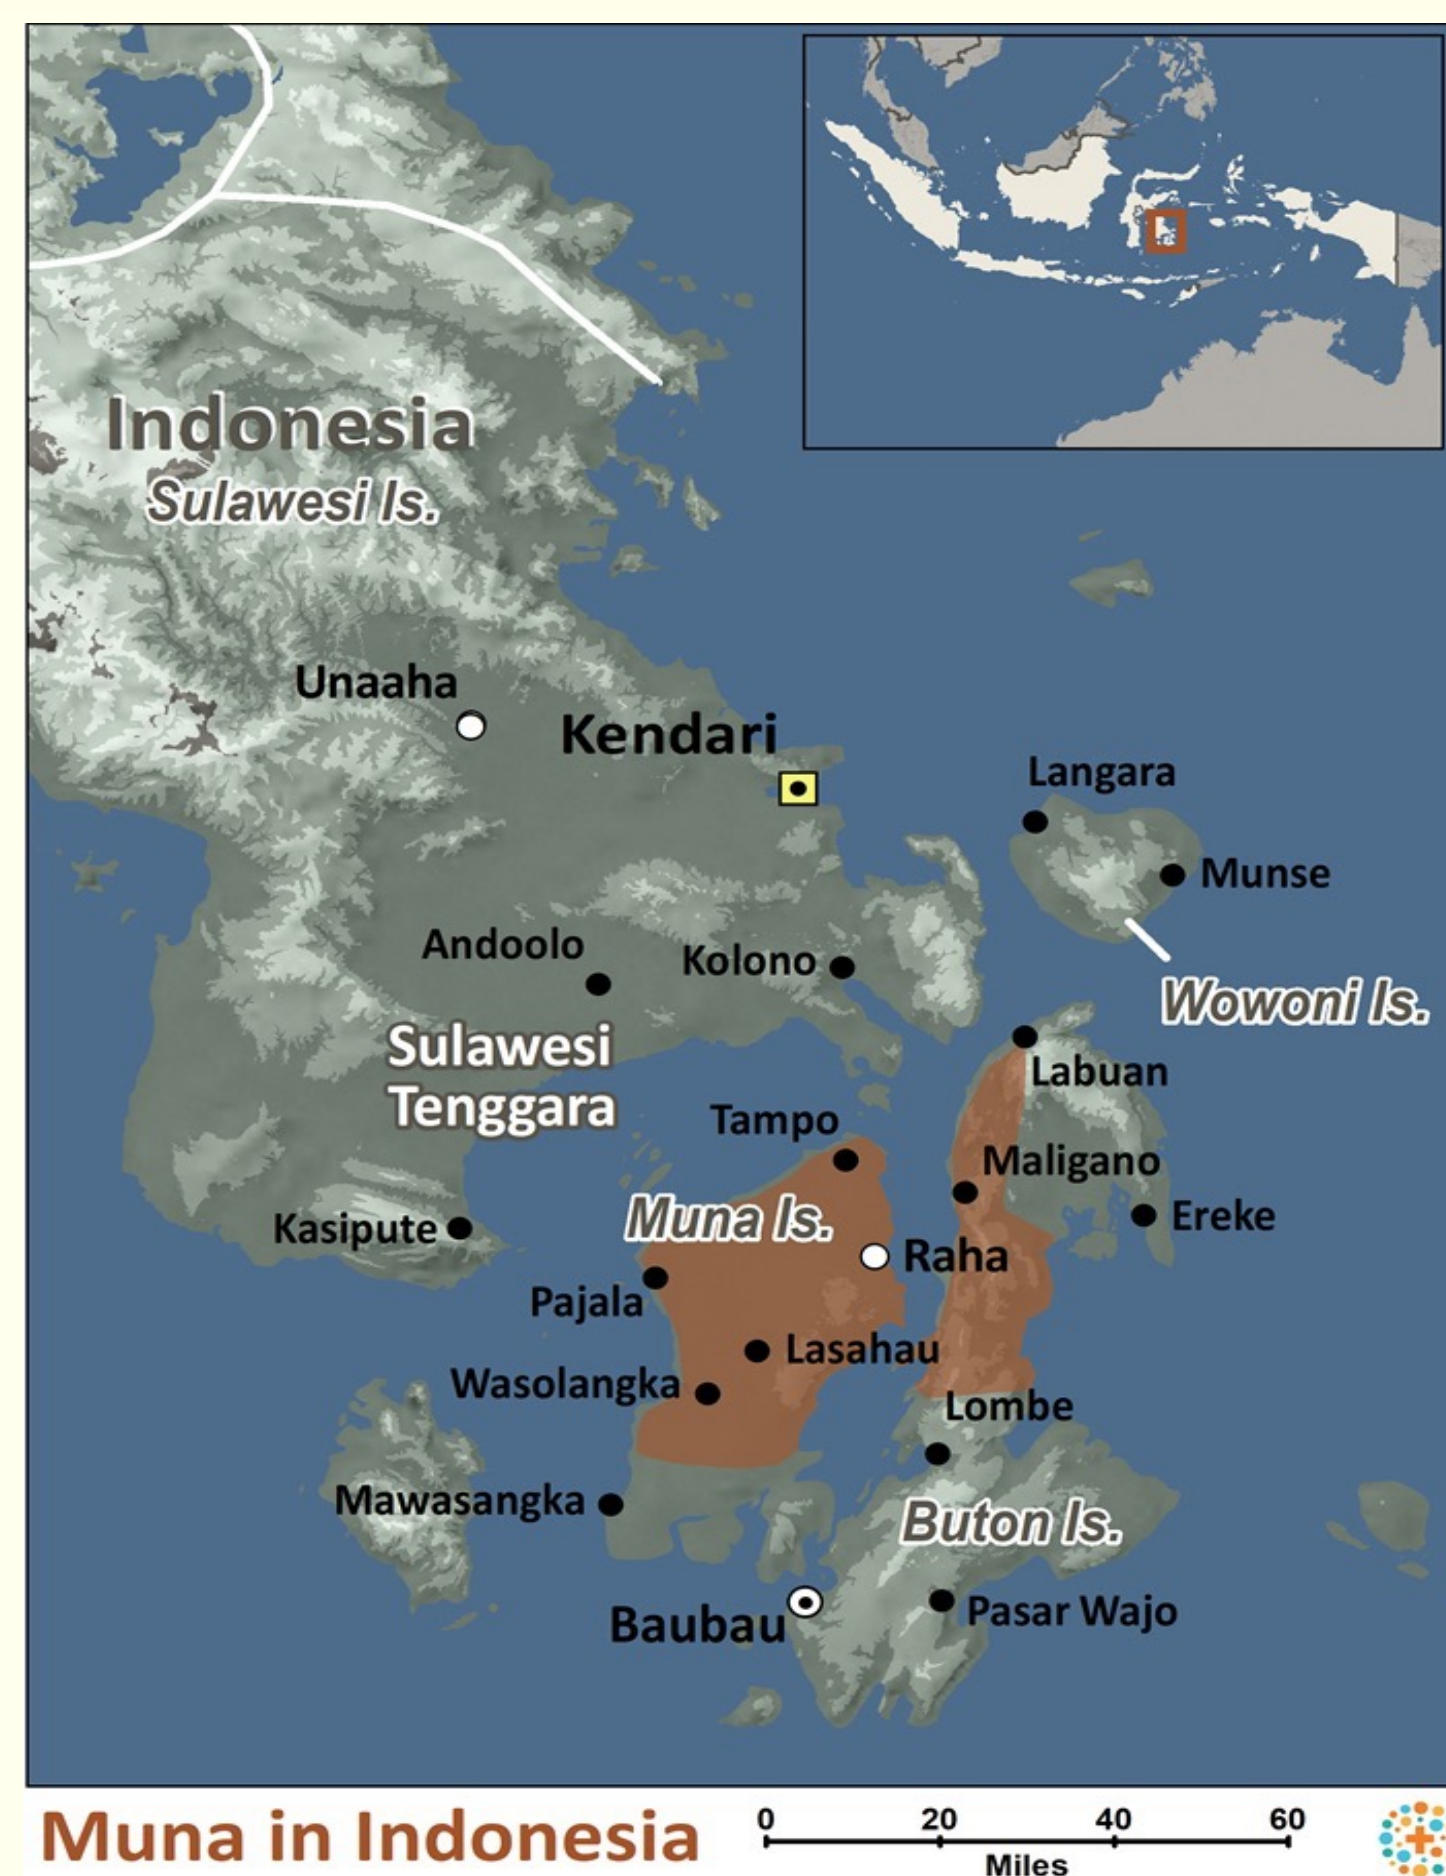 Indonesia
Sulawesi Is.
Unaaha
Kendari
Langara
Munse
Andoolo
Kolono
Wowoni Is.
Sulawesi
Tenggara
Labuan
Tampo
Maligano
Muna Is.
Ereke
Kasipute
Raha
Pajala
Lasahau
Wasolangka
Lombe
Mawasangka
Buton Is.
Baubau
Pasar Wajo
Muna in Indonesia
0 20 40 60
Miles